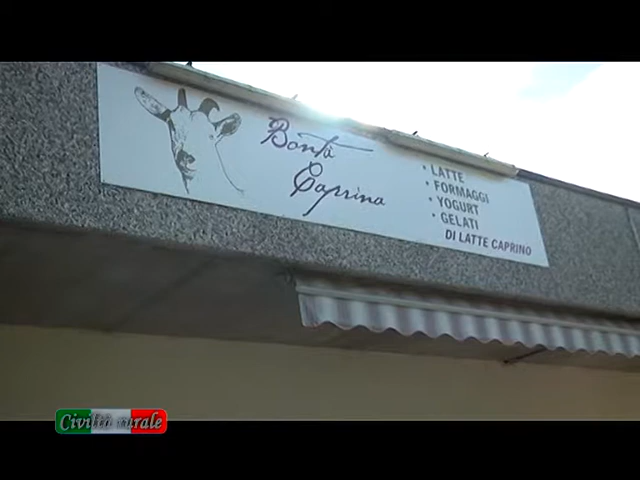 Bontà
Caprina
• LATTE
• FORMAGGI
• YOGURT
• GELATI
DI LATTE CAPRINO
Civiltà rurale